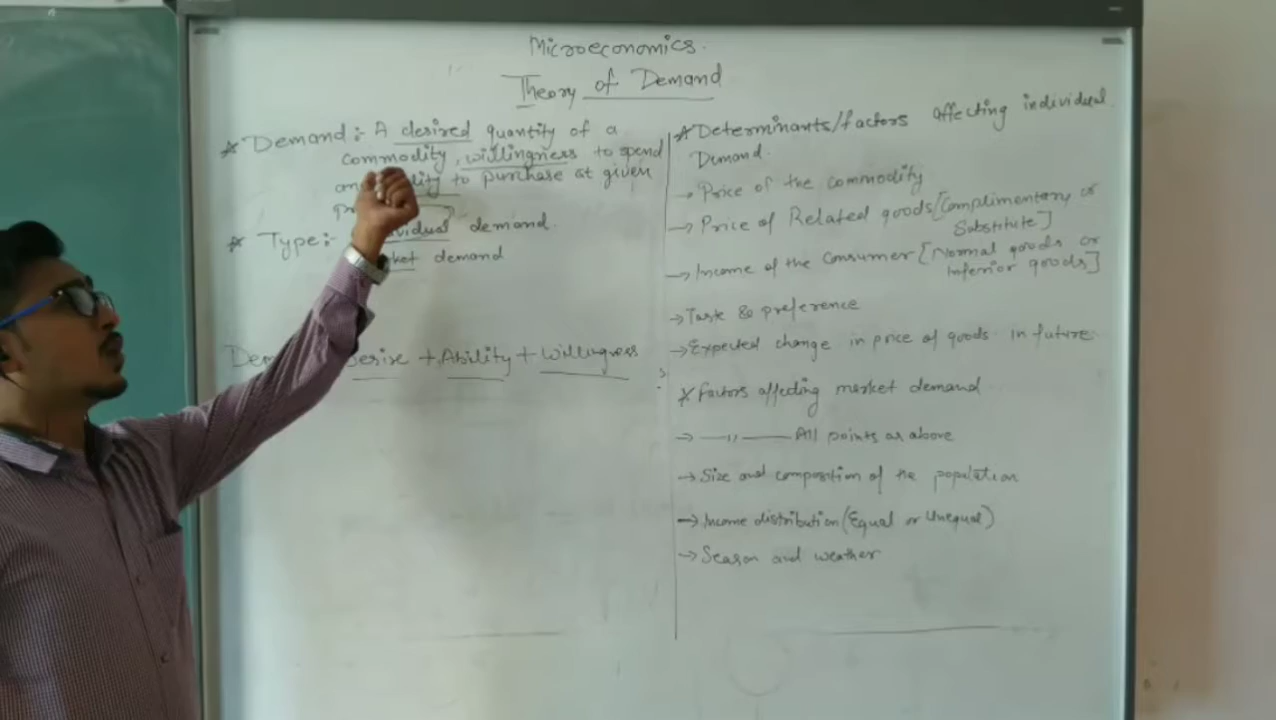 Microeconomics.
Theory of Demand
* Demand:- A desired quantity of a
commodity, willingness to spend
to purchase at given
* Type:- demand.
demand
+ Ability + Willingness
* Determinants/factors affecting individual
Demand.
→ Price of the commodity
→ Price of Related goods [Complimentary or
Substitute]
→ Income of the Consumer [Normal goods or
Inferior goods]
→ Taste & preference
→ Expected change in price of goods in future.
* Factors affecting market demand
→ —— ,, —— All points as above
→ Size and composition of the population
→ Income distribution (Equal or Unequal)
→ Season and weather